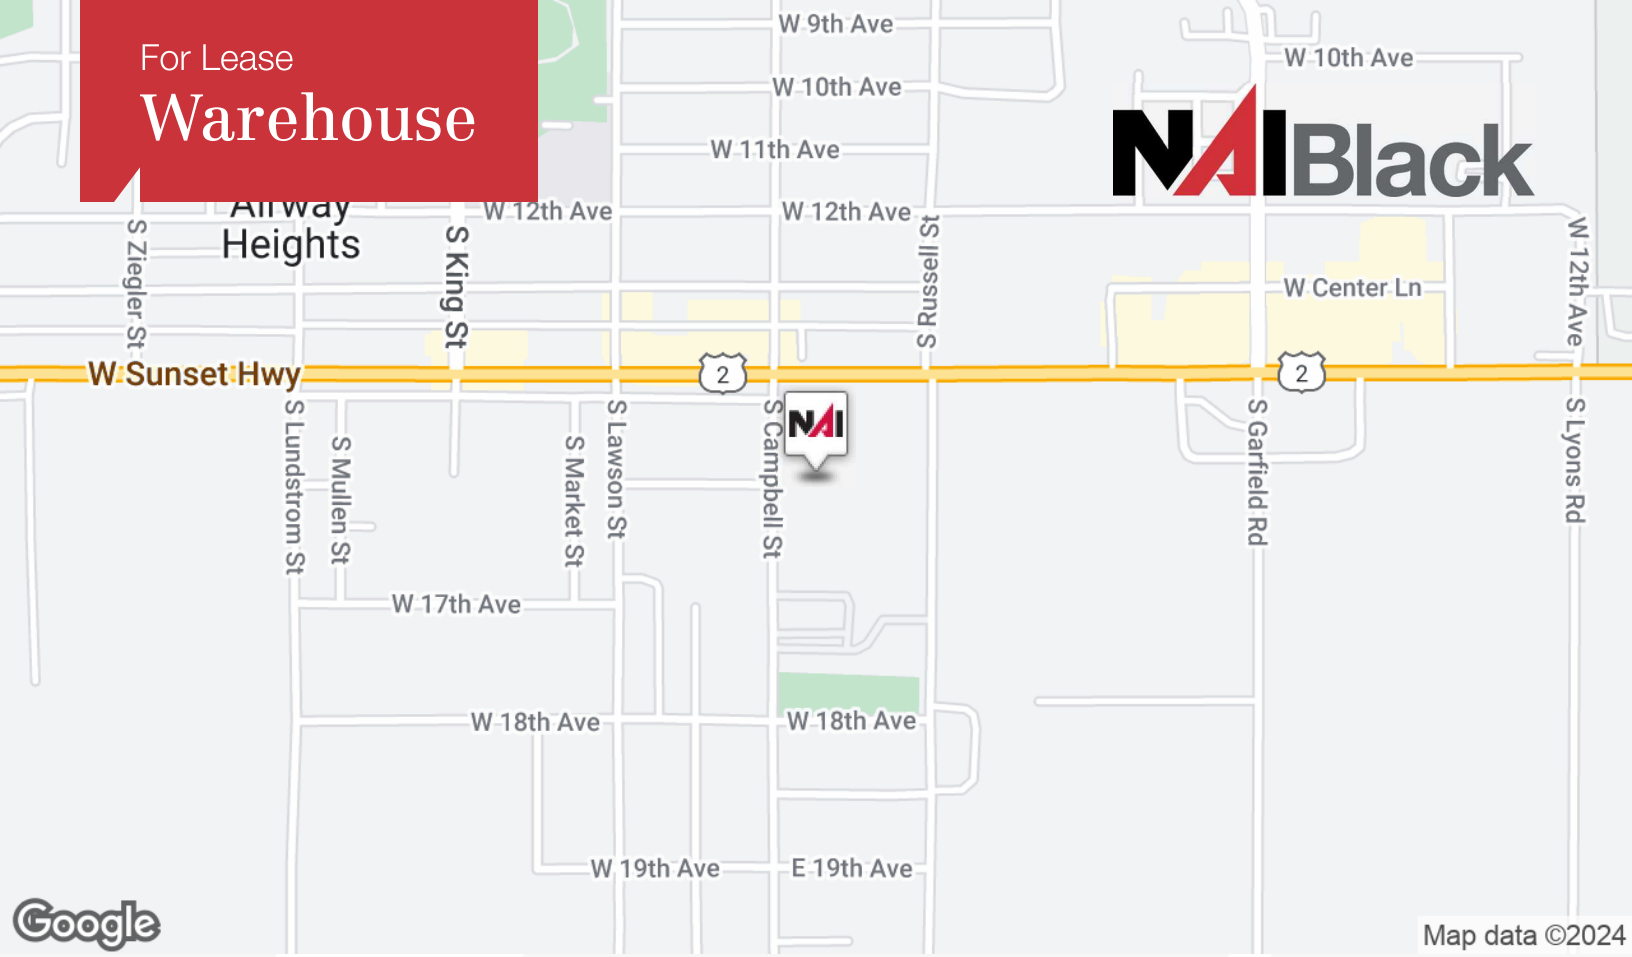 For Lease
Warehouse
NAIBlack
W 9th Ave
W 10th Ave
W 10th Ave
W 11th Ave
W 12th Ave
W 12th Ave
Airway
Heights
S Ziegler St
S King St
S Russell St
W 12th Ave
W Center Ln
W Sunset Hwy
2
2
NAI
S Lundstrom St
S Mullen St
S Market St
S Lawson St
S Campbell St
S Garfield Rd
S Lyons Rd
W 17th Ave
W 18th Ave
W 18th Ave
W 19th Ave
E 19th Ave
Google
Map data ©2024